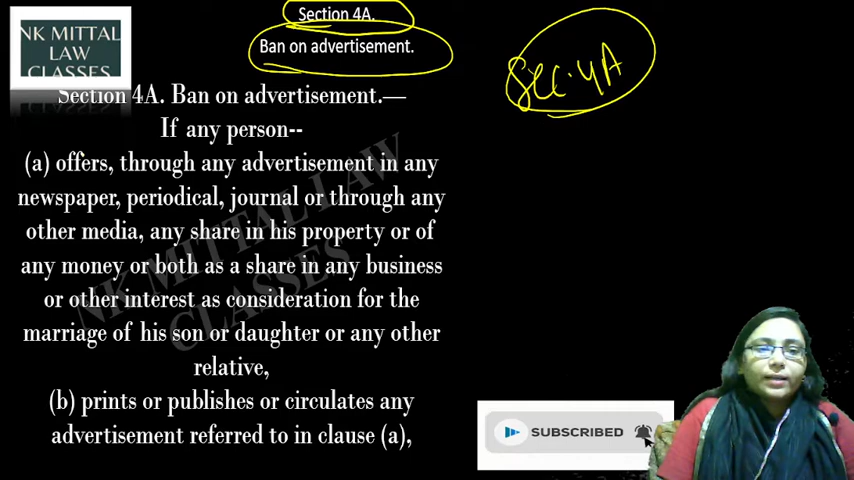 NK MITTAL
LAW
CLASSES
Section 4A.
Ban on advertisement.
Sec. 4A
Section 4A. Ban on advertisement.—
If any person--
(a) offers, through any advertisement in any
newspaper, periodical, journal or through any
other media, any share in his property or of
any money or both as a share in any business
or other interest as consideration for the
marriage of his son or daughter or any other
relative,
(b) prints or publishes or circulates any
advertisement referred to in clause (a),
NK MITTAL LAW
CLASSES
SUBSCRIBED